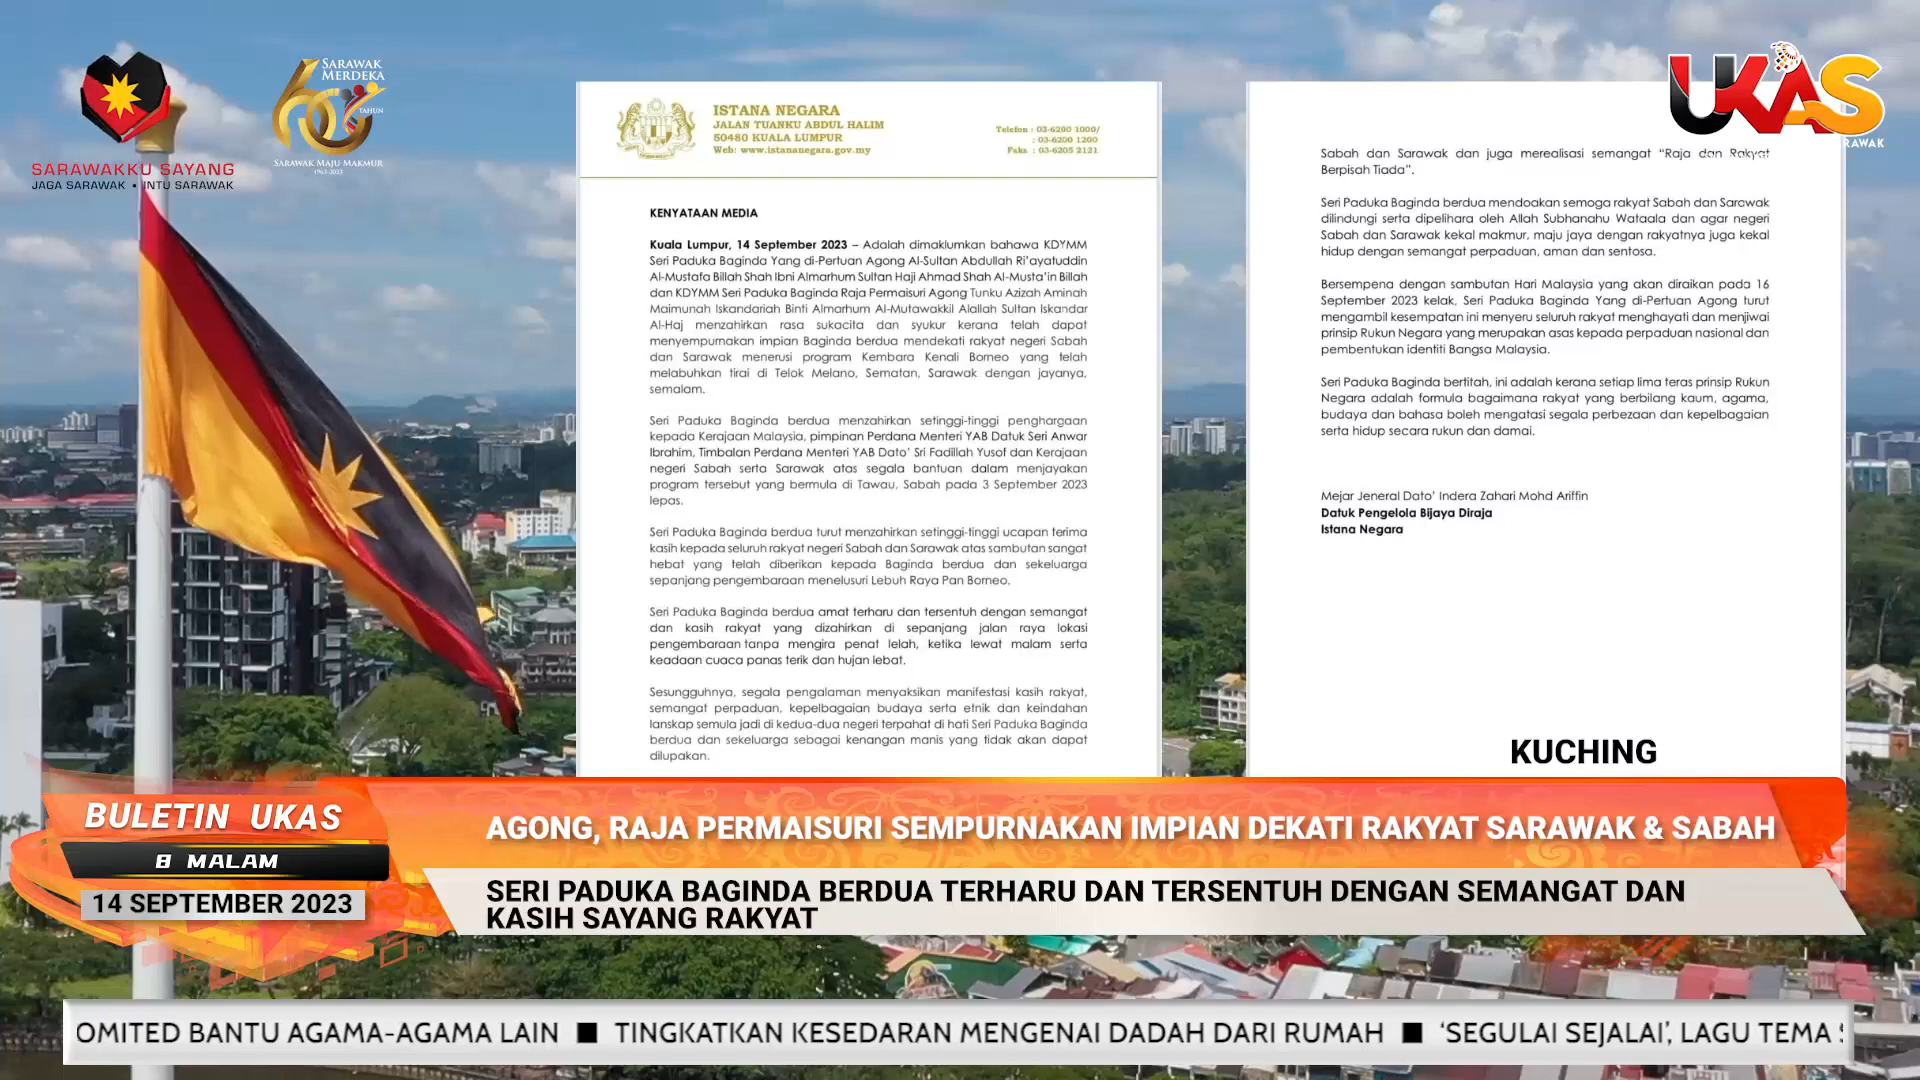 SARAWAKKU SAYANG
JAGA SARAWAK • INTU SARAWAK
60
SARAWAK
MERDEKA
TAHUN
SARAWAK MAJU MAKMUR
1963-2023
UKAS
RAWAK
ISTANA NEGARA
JALAN TUANKU ABDUL HALIM
50480 KUALA LUMPUR
Web: www.istananegara.gov.my
Telefon : 03-6200 1000/
: 03-6200 1200
Faks : 03-6205 2121
KENYATAAN MEDIA
Kuala Lumpur, 14 September 2023 – Adalah dimaklumkan bahawa KDYMM
Seri Paduka Baginda Yang di-Pertuan Agong Al-Sultan Abdullah Ri'ayatuddin
Al-Mustafa Billah Shah Ibni Almarhum Sultan Haji Ahmad Shah Al-Musta'in Billah
dan KDYMM Seri Paduka Baginda Raja Permaisuri Agong Tunku Azizah Aminah
Maimunah Iskandariah Binti Almarhum Al-Mutawakkil Alallah Sultan Iskandar
Al-Haj menzahirkan rasa sukacita dan syukur kerana telah dapat
menyempurnakan impian Baginda berdua mendekati rakyat negeri Sabah
dan Sarawak menerusi program Kembara Kenali Borneo yang telah
melabuhkan tirai di Telok Melano, Sematan, Sarawak dengan jayanya,
semalam.
Seri Paduka Baginda berdua menzahirkan setinggi-tinggi penghargaan
kepada Kerajaan Malaysia, pimpinan Perdana Menteri YAB Datuk Seri Anwar
Ibrahim, Timbalan Perdana Menteri YAB Dato' Sri Fadillah Yusof dan Kerajaan
negeri Sabah serta Sarawak atas segala bantuan dalam menjayakan
program tersebut yang bermula di Tawau, Sabah pada 3 September 2023
lepas.
Seri Paduka Baginda berdua turut menzahirkan setinggi-tinggi ucapan terima
kasih kepada seluruh rakyat negeri Sabah dan Sarawak atas sambutan sangat
hebat yang telah diberikan kepada Baginda berdua dan sekeluarga
sepanjang pengembaraan menelusuri Lebuh Raya Pan Borneo.
Seri Paduka Baginda berdua amat terharu dan tersentuh dengan semangat
dan kasih rakyat yang dizahirkan di sepanjang jalan raya lokasi
pengembaraan tanpa mengira penat lelah, ketika lewat malam serta
keadaan cuaca panas terik dan hujan lebat.
Sesungguhnya, segala pengalaman menyaksikan manifestasi kasih rakyat,
semangat perpaduan, kepelbagaian budaya serta etnik dan keindahan
lanskap semula jadi di kedua-dua negeri terpahat di hati Seri Paduka Baginda
berdua dan sekeluarga sebagai kenangan manis yang tidak akan dapat
dilupakan.
Sabah dan Sarawak dan juga merealisasi semangat “Raja dan Rakyat
Berpisah Tiada”.
Seri Paduka Baginda berdua mendoakan semoga rakyat Sabah dan Sarawak
dilindungi serta dipelihara oleh Allah Subhanahu Wataala dan agar negeri
Sabah dan Sarawak kekal makmur, maju jaya dengan rakyatnya juga kekal
hidup dengan semangat perpaduan, aman dan sentosa.
Bersempena dengan sambutan Hari Malaysia yang akan diraikan pada 16
September 2023 kelak, Seri Paduka Baginda Yang di-Pertuan Agong turut
mengambil kesempatan ini menyeru seluruh rakyat menghayati dan menjiwai
prinsip Rukun Negara yang merupakan asas kepada perpaduan nasional dan
pembentukan identiti Bangsa Malaysia.
Seri Paduka Baginda bertitah, ini adalah kerana setiap lima teras prinsip Rukun
Negara adalah formula bagaimana rakyat yang berbilang kaum, agama,
budaya dan bahasa boleh mengatasi segala perbezaan dan kepelbagaian
serta hidup secara rukun dan damai.
Mejar Jeneral Dato' Indera Zahari Mohd Ariffin
Datuk Pengelola Bijaya Diraja
Istana Negara
KUCHING
BULETIN UKAS
8 MALAM
14 SEPTEMBER 2023
AGONG, RAJA PERMAISURI SEMPURNAKAN IMPIAN DEKATI RAKYAT SARAWAK & SABAH
SERI PADUKA BAGINDA BERDUA TERHARU DAN TERSENTUH DENGAN SEMANGAT DAN
KASIH SAYANG RAKYAT
OMITED BANTU AGAMA-AGAMA LAIN ■ TINGKATKAN KESEDARAN MENGENAI DADAH DARI RUMAH ■ ‘SEGULAI SEJALAI’, LAGU TEMA S